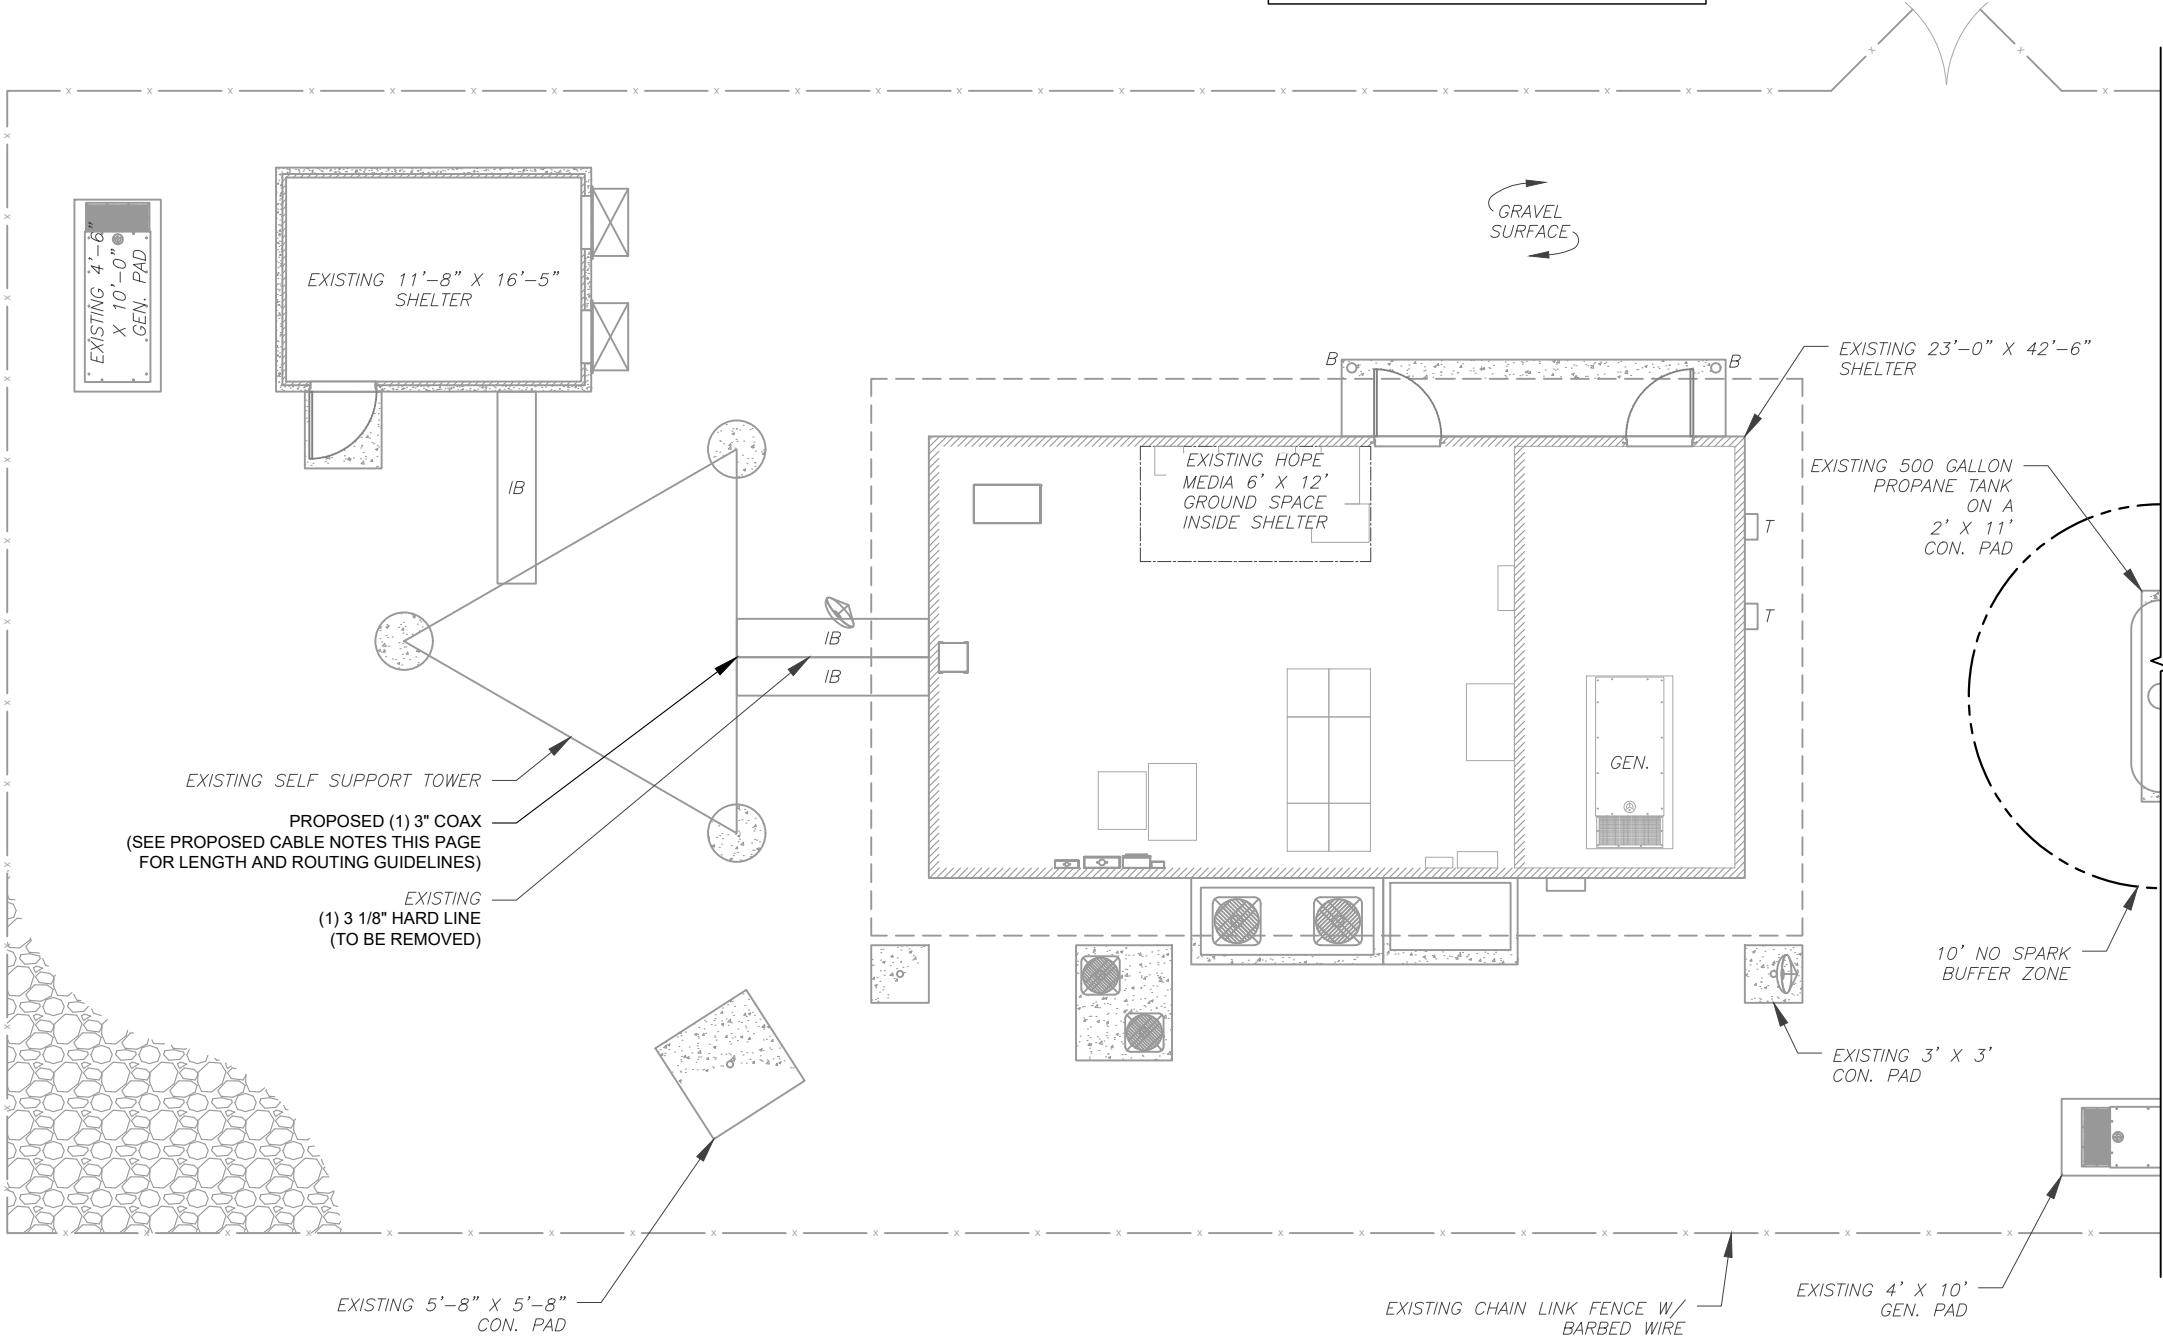 EXISTING 4'-6"
X 10'-0"
GEN. PAD
EXISTING 11'-8" X 16'-5"
SHELTER
GRAVEL
SURFACE
B
B
EXISTING 23'-0" X 42'-6"
SHELTER
IB
EXISTING HOPE
MEDIA 6' X 12'
GROUND SPACE
INSIDE SHELTER
EXISTING 500 GALLON
PROPANE TANK
ON A
2' X 11'
CON. PAD
T
T
IB
IB
GEN.
EXISTING SELF SUPPORT TOWER
PROPOSED (1) 3" COAX
(SEE PROPOSED CABLE NOTES THIS PAGE
FOR LENGTH AND ROUTING GUIDELINES)
EXISTING
(1) 3 1/8" HARD LINE
(TO BE REMOVED)
10' NO SPARK
BUFFER ZONE
EXISTING 3' X 3'
CON. PAD
EXISTING 5'-8" X 5'-8"
CON. PAD
EXISTING CHAIN LINK FENCE W/
BARBED WIRE
EXISTING 4' X 10'
GEN. PAD